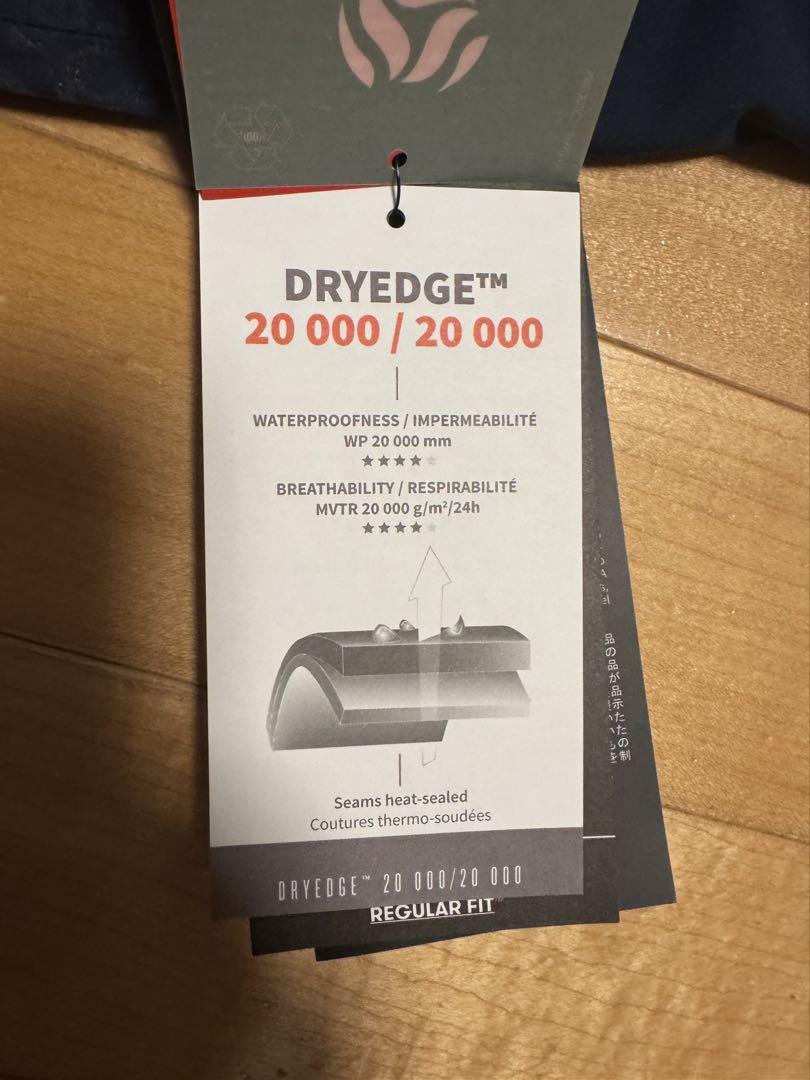 DRYEDGE™
20 000 / 20 000
WATERPROOFNESS / IMPERMEABILITÉ
WP 20 000 mm
BREATHABILITY / RESPIRABILITÉ
MVTR 20 000 g/m²/24h
Seams heat-sealed
Coutures thermo-soudées
DRYEDGE™ 20 000/20 000
REGULAR FIT